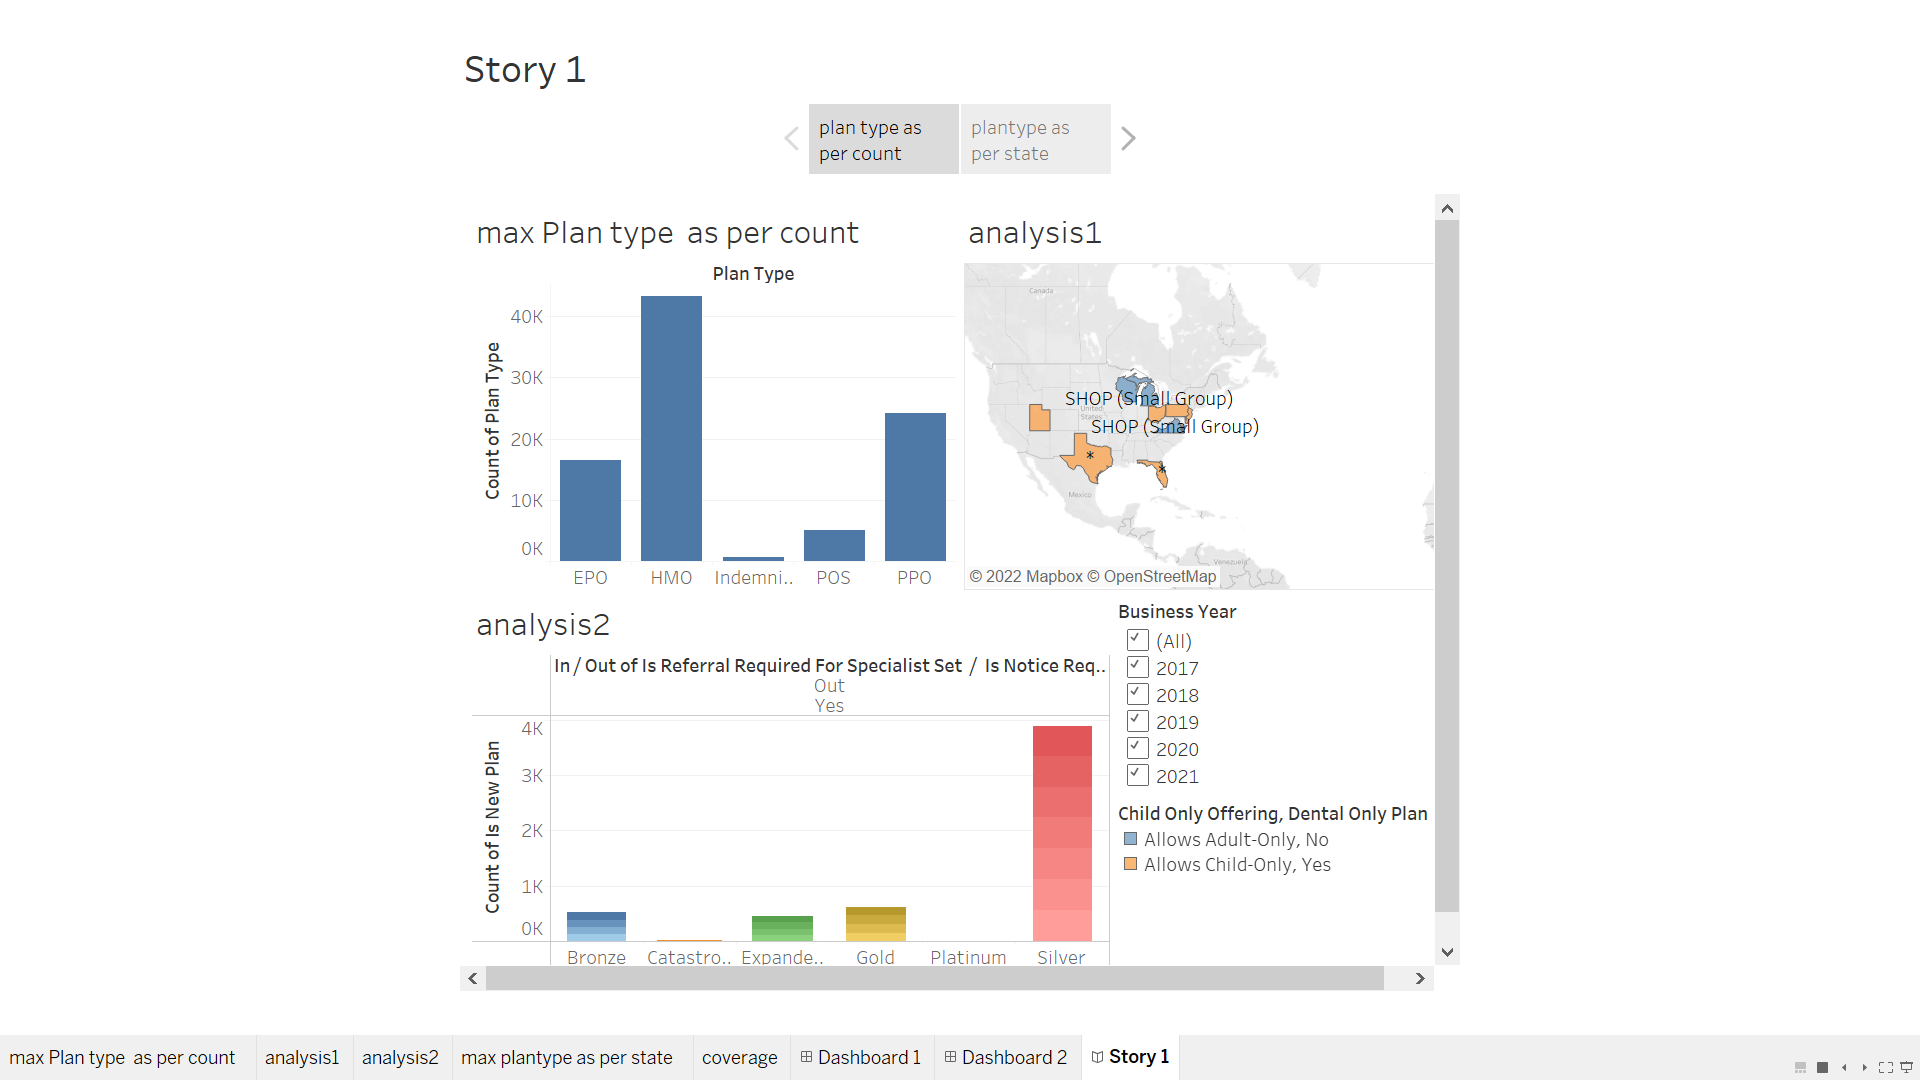 Story 1
plan type as
per count
plantype as
per state
max Plan type  as per count
Plan Type
Count of Plan Type
40K
30K
20K
10K
0K
EPO
HMO
Indemni..
POS
PPO
analysis1
Canada
United
States
SHOP (Small Group)
SHOP (Small Group)
*
*
Mexico
Venezuela
© 2022 Mapbox © OpenStreetMap
analysis2
In / Out of Is Referral Required For Specialist Set  /  Is Notice Req..
Out
Yes
Count of Is New Plan
4K
3K
2K
1K
0K
Bronze
Catastro..
Expande..
Gold
Platinum
Silver
Business Year
(All)
2017
2018
2019
2020
2021
Child Only Offering, Dental Only Plan
Allows Adult-Only, No
Allows Child-Only, Yes
max Plan type  as per count
analysis1
analysis2
max plantype as per state
coverage
Dashboard 1
Dashboard 2
Story 1